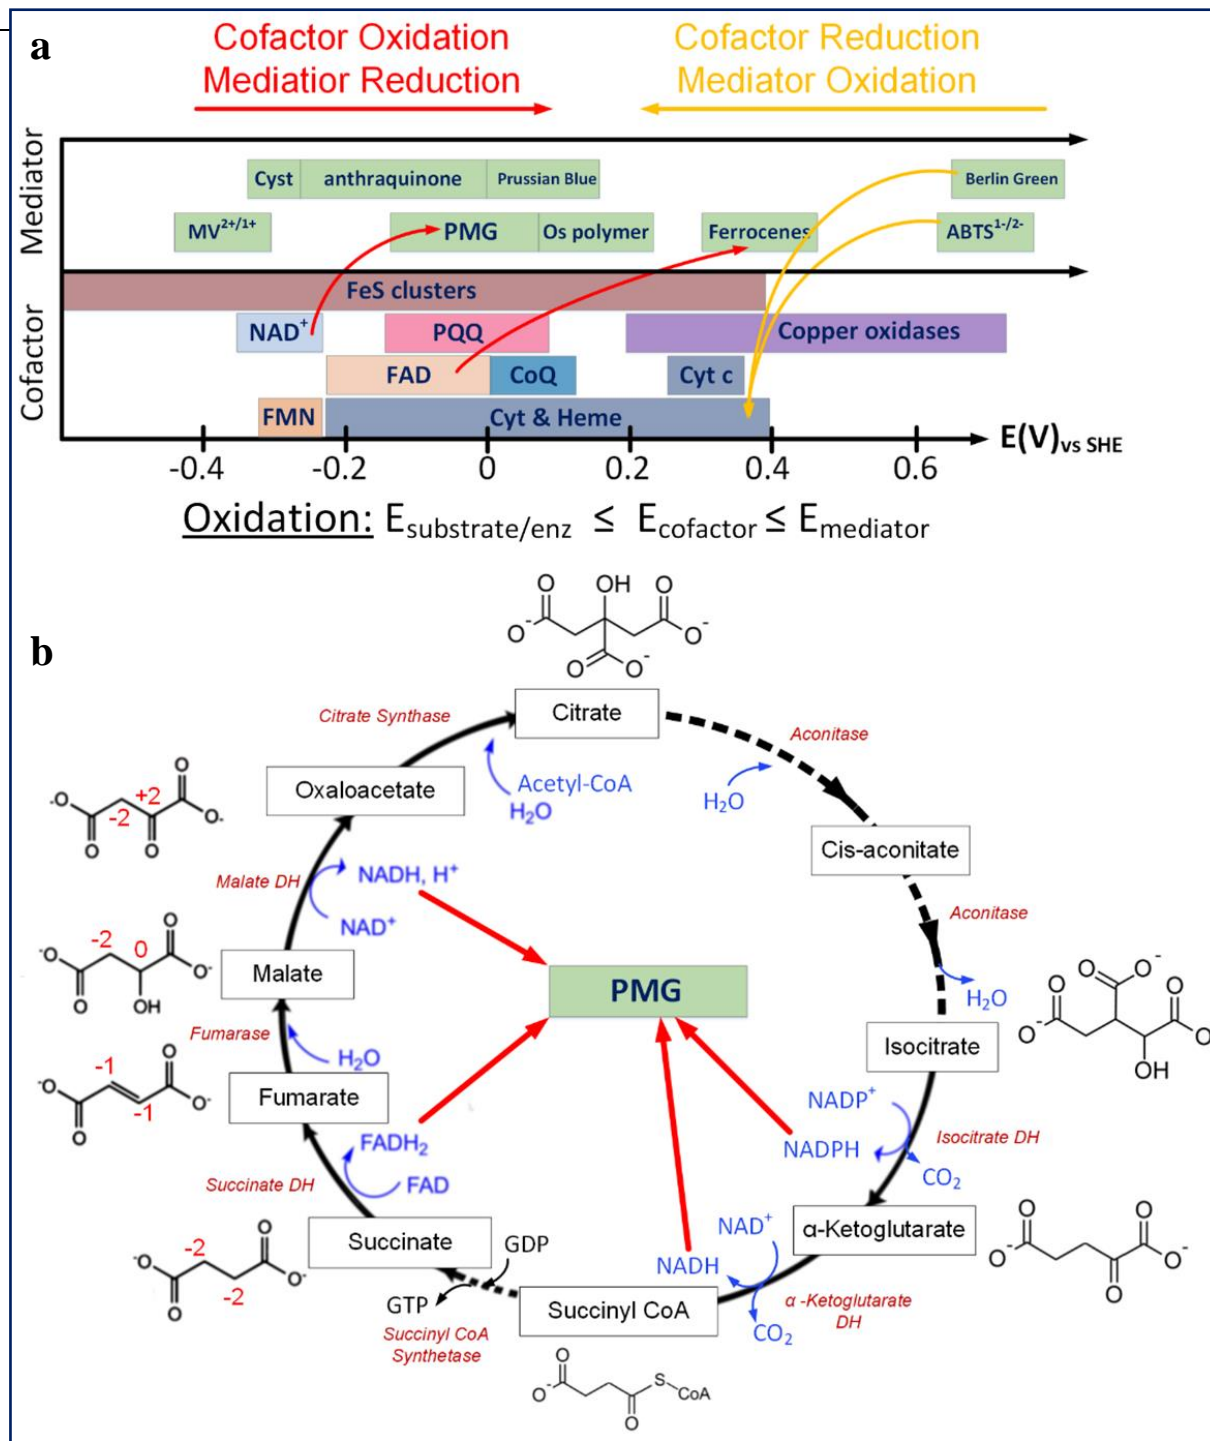 a
Cofactor Oxidation
Mediatior Reduction
Cofactor Reduction
Mediator Oxidation
Mediator
Cyst
anthraquinone
Prussian Blue
Berlin Green
MV2+/1+
PMG
Os polymer
Ferrocenes
ABTS1-/2-
Cofactor
FeS clusters
NAD+
PQQ
Copper oxidases
FAD
CoQ
Cyt c
FMN
Cyt & Heme
-0.4
-0.2
0
0.2
0.4
0.6
E(V)vs SHE
Oxidation: Esubstrate/enz ≤ Ecofactor ≤ Emediator
b
O
OH
O
O-
O-
O
O-
Citrate
Citrate Synthase
Acetyl-CoA
H2O
Aconitase
H2O
Cis-aconitate
Aconitase
H2O
Isocitrate
O
O-
O
O
-O
O
OH
NADP+
NADPH
Isocitrate DH
CO2
α-Ketoglutarate
O
O
O-
O-
O
NAD+
NADH
α -Ketoglutarate
DH
CO2
Succinyl CoA
O
O-
S
CoA
O
GDP
GTP
Succinyl CoA
Synthetase
Succinate
-O
-2
-2
O
O
O-
Succinate DH
FADH2
FAD
Fumarate
-O
-1
-1
O
O
O-
Fumarase
H2O
Malate
-O
-2
0
O
O
O-
OH
Malate DH
NADH, H+
NAD+
Oxaloacetate
-O
+2
-2
O
O
O
O-
PMG